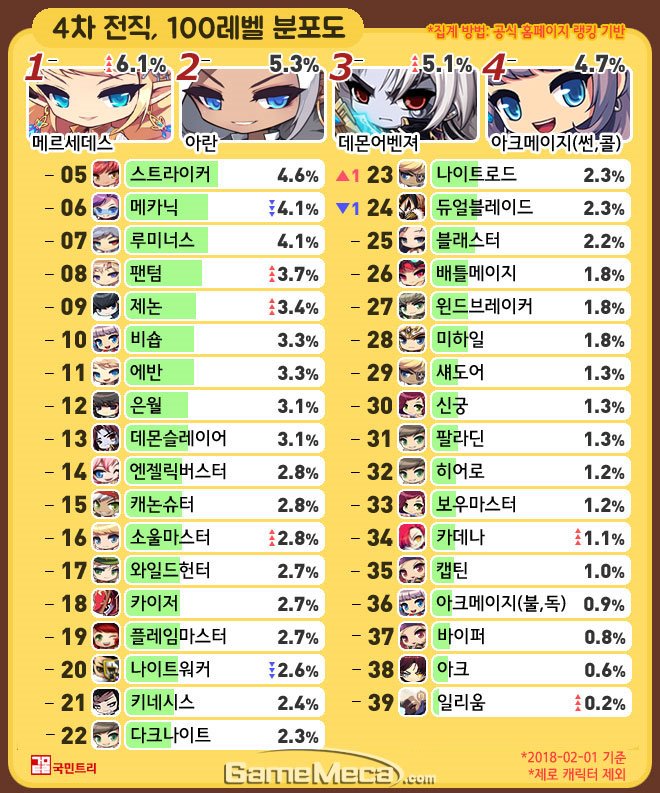 4차 전직, 100레벨 분포도
*집계 방법: 공식 홈페이지 랭킹 기반
1 - 6.1%
메르세데스
2 - 5.3%
아란
3 - 5.1%
데몬어벤져
4 - 4.7%
아크메이지(썬,콜)
- 05 스트라이커 4.6%
- 06 메카닉 4.1%
- 07 루미너스 4.1%
- 08 팬텀 3.7%
- 09 제논 3.4%
- 10 비숍 3.3%
- 11 에반 3.3%
- 12 은월 3.1%
- 13 데몬슬레이어 3.1%
- 14 엔젤릭버스터 2.8%
- 15 캐논슈터 2.8%
- 16 소울마스터 2.8%
- 17 와일드헌터 2.7%
- 18 카이저 2.7%
- 19 플레임마스터 2.7%
- 20 나이트워커 2.6%
- 21 키네시스 2.4%
- 22 다크나이트 2.3%
▲1 23 나이트로드 2.3%
▼1 24 듀얼블레이드 2.3%
- 25 블래스터 2.2%
- 26 배틀메이지 1.8%
- 27 윈드브레이커 1.8%
- 28 미하일 1.8%
- 29 섀도어 1.3%
- 30 신궁 1.3%
- 31 팔라딘 1.3%
- 32 히어로 1.2%
- 33 보우마스터 1.2%
- 34 카데나 1.1%
- 35 캡틴 1.0%
- 36 아크메이지(불,독) 0.9%
- 37 바이퍼 0.8%
- 38 아크 0.6%
- 39 일리움 0.2%
국민트리
*2018-02-01 기준
*제로 캐릭터 제외
GameMeca.com